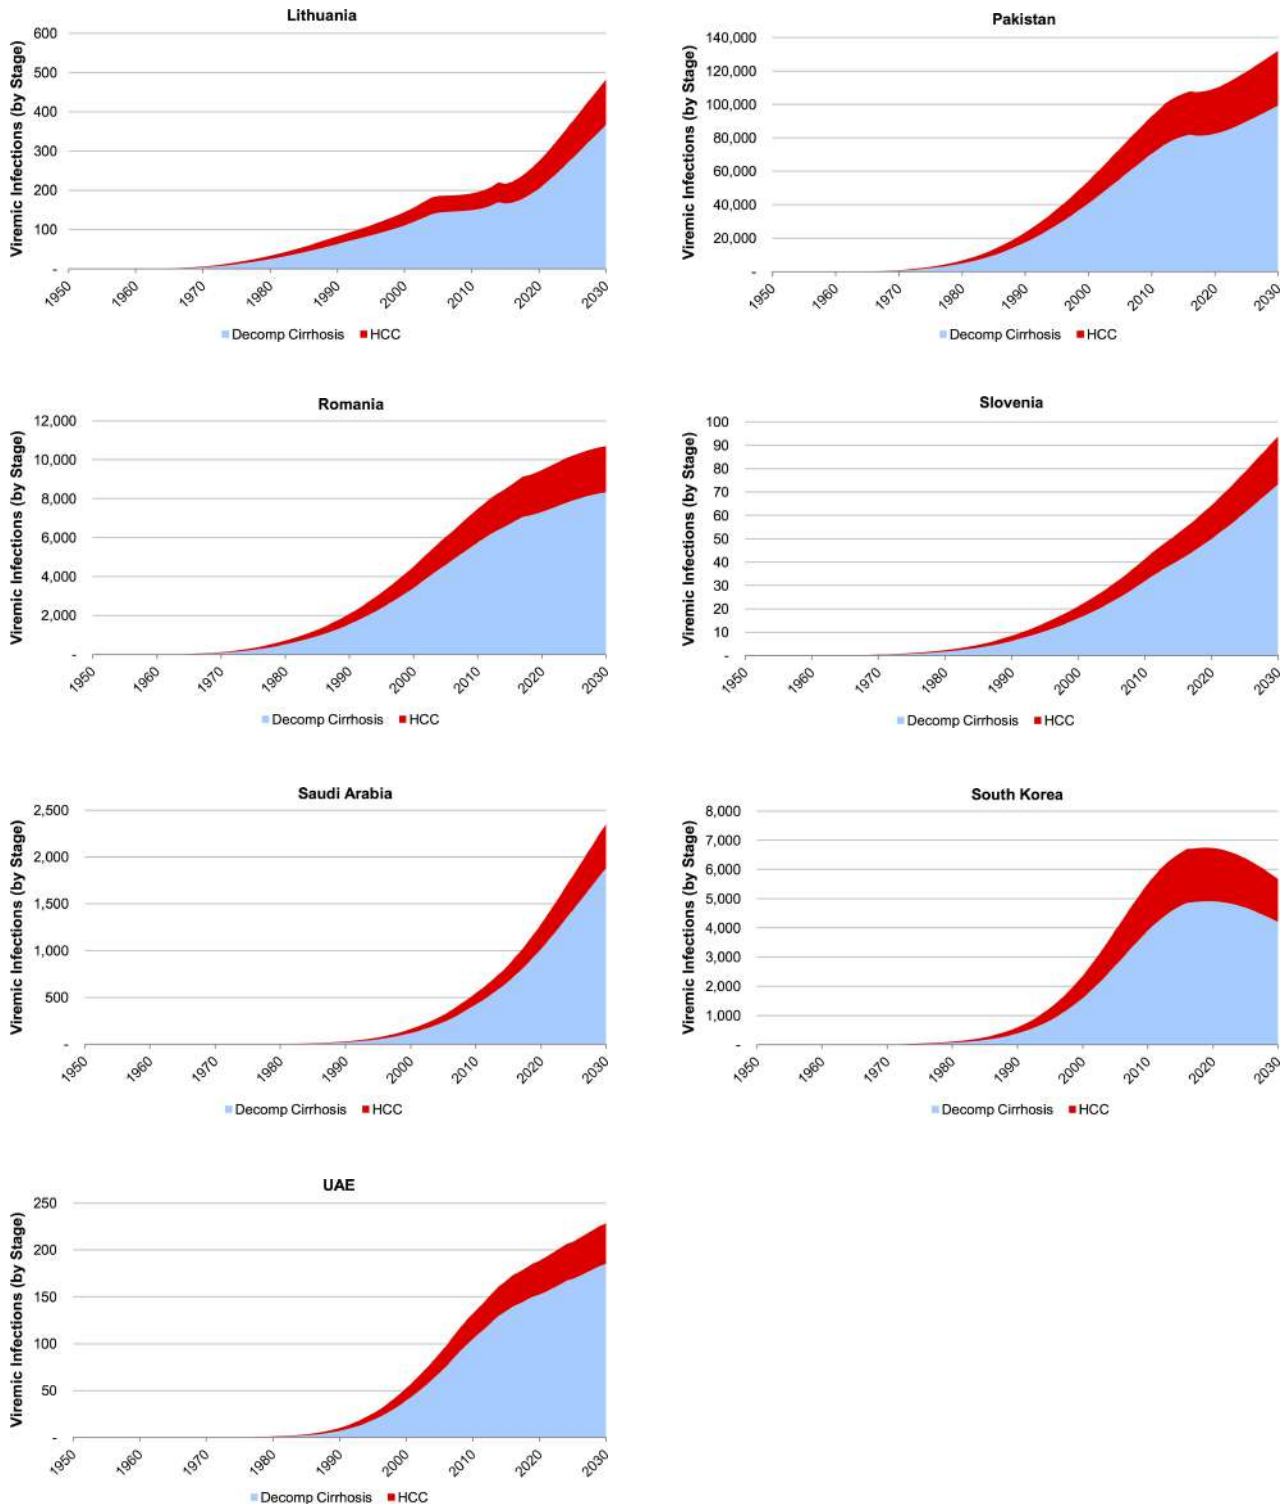 Lithuania
Viremic Infections (by Stage)
600
500
400
300
200
100
-
1950 1960 1970 1980 1990 2000 2010 2020 2030
Decomp Cirrhosis HCC
Pakistan
Viremic Infections (by Stage)
140,000
120,000
100,000
80,000
60,000
40,000
20,000
-
1950 1960 1970 1980 1990 2000 2010 2020 2030
Decomp Cirrhosis HCC
Romania
Viremic Infections (by Stage)
12,000
10,000
8,000
6,000
4,000
2,000
-
1950 1960 1970 1980 1990 2000 2010 2020 2030
Decomp Cirrhosis HCC
Slovenia
Viremic Infections (by Stage)
100
90
80
70
60
50
40
30
20
10
-
1950 1960 1970 1980 1990 2000 2010 2020 2030
Decomp Cirrhosis HCC
Saudi Arabia
Viremic Infections (by Stage)
2,500
2,000
1,500
1,000
500
-
1950 1960 1970 1980 1990 2000 2010 2020 2030
Decomp Cirrhosis HCC
South Korea
Viremic Infections (by Stage)
8,000
7,000
6,000
5,000
4,000
3,000
2,000
1,000
-
1950 1960 1970 1980 1990 2000 2010 2020 2030
Decomp Cirrhosis HCC
UAE
Viremic Infections (by Stage)
250
200
150
100
50
-
1950 1960 1970 1980 1990 2000 2010 2020 2030
Decomp Cirrhosis HCC